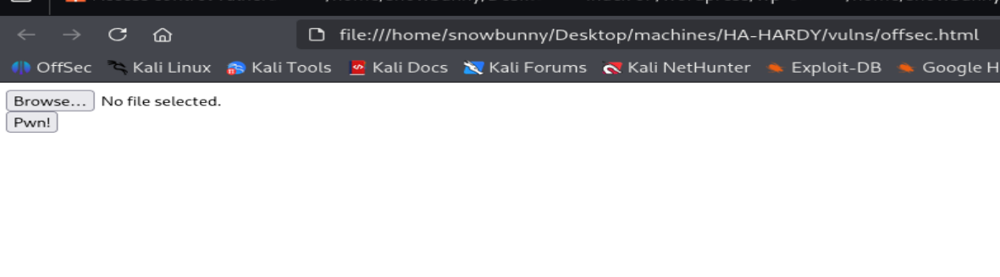 file:///home/snowbunny/Desktop/machines/HA-HARDY/vulns/offsec.html
OffSec Kali Linux Kali Tools Kali Docs Kali Forums Kali NetHunter Exploit-DB Google H
Browse... No file selected.
Pwn!